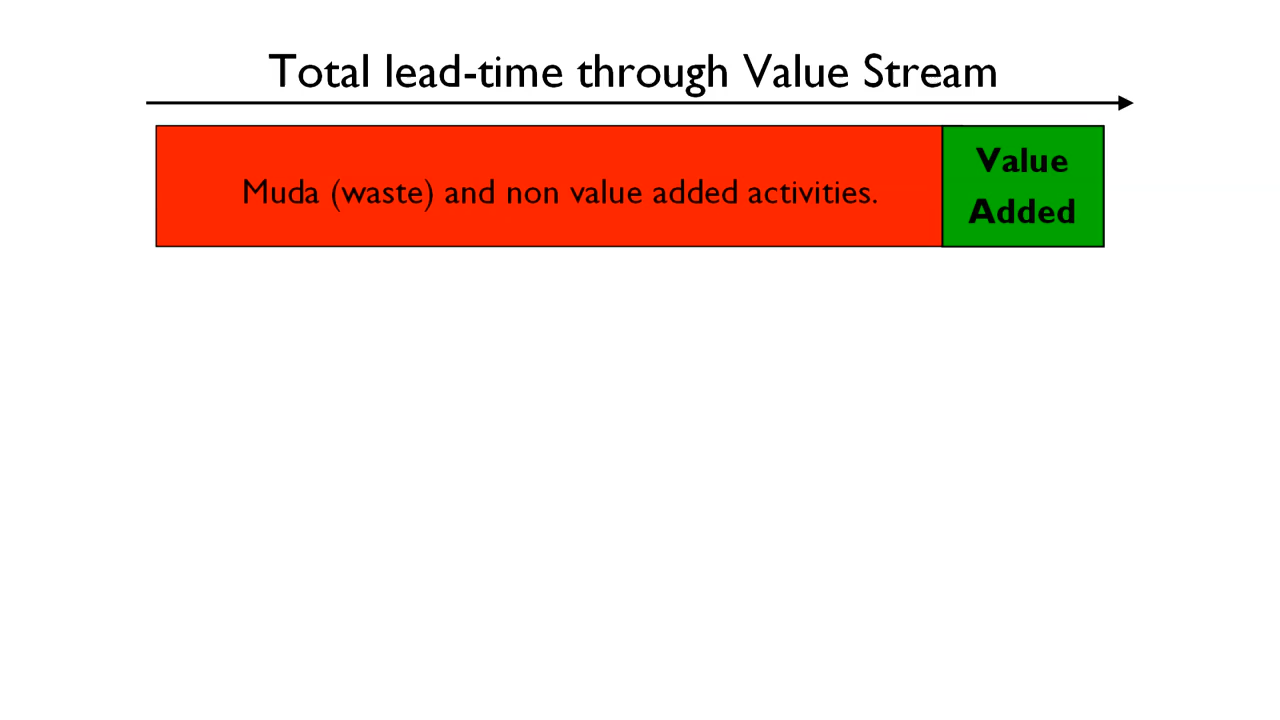 Total lead-time through Value Stream
Muda (waste) and non value added activities.
Value
Added